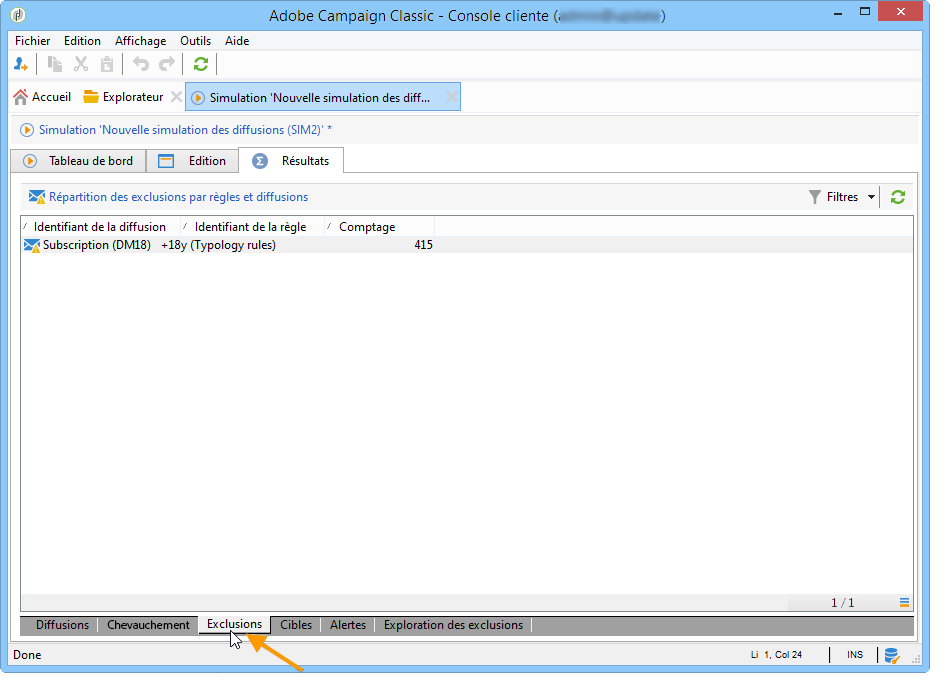 Adobe Campaign Classic - Console cliente ( )
Fichier Edition Affichage Outils Aide
Accueil Explorateur Simulation 'Nouvelle simulation des diff...
Simulation 'Nouvelle simulation des diffusions (SIM2)' *
Tableau de bord Edition Résultats
Répartition des exclusions par règles et diffusions Filtres
Identifiant de la diffusion Identifiant de la règle Comptage
Subscription (DM18) +18y (Typology rules) 415
1 / 1
Diffusions Chevauchement Exclusions Cibles Alertes Exploration des exclusions
Done Li 1, Col 24 INS